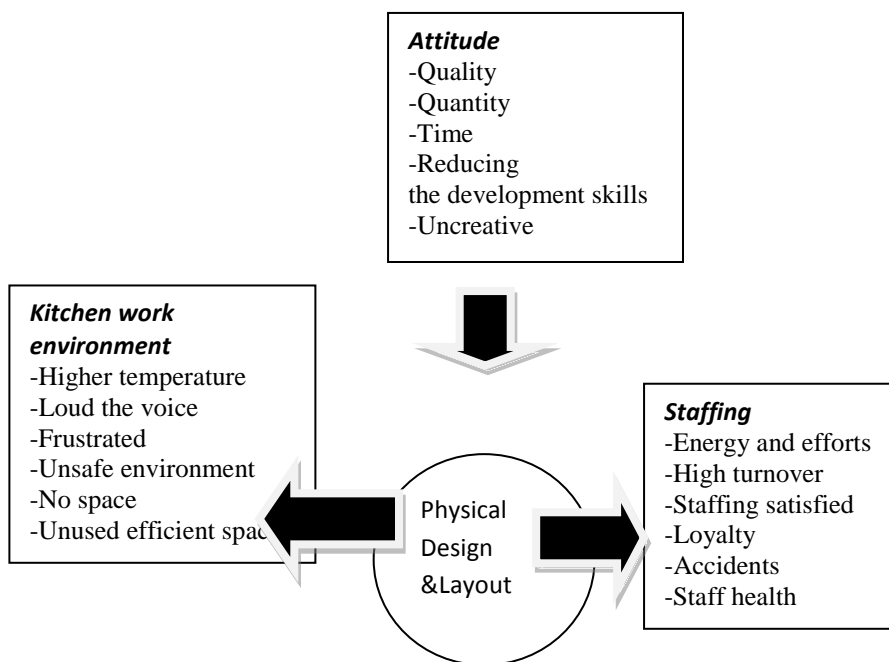 Attitude
-Quality
-Quantity
-Time
-Reducing
the development skills
-Uncreative
Kitchen work
environment
-Higher temperature
-Loud the voice
-Frustrated
-Unsafe environment
-No space
-Unused efficient spac
Physical
Design
&Layout
Staffing
-Energy and efforts
-High turnover
-Staffing satisfied
-Loyalty
-Accidents
-Staff health